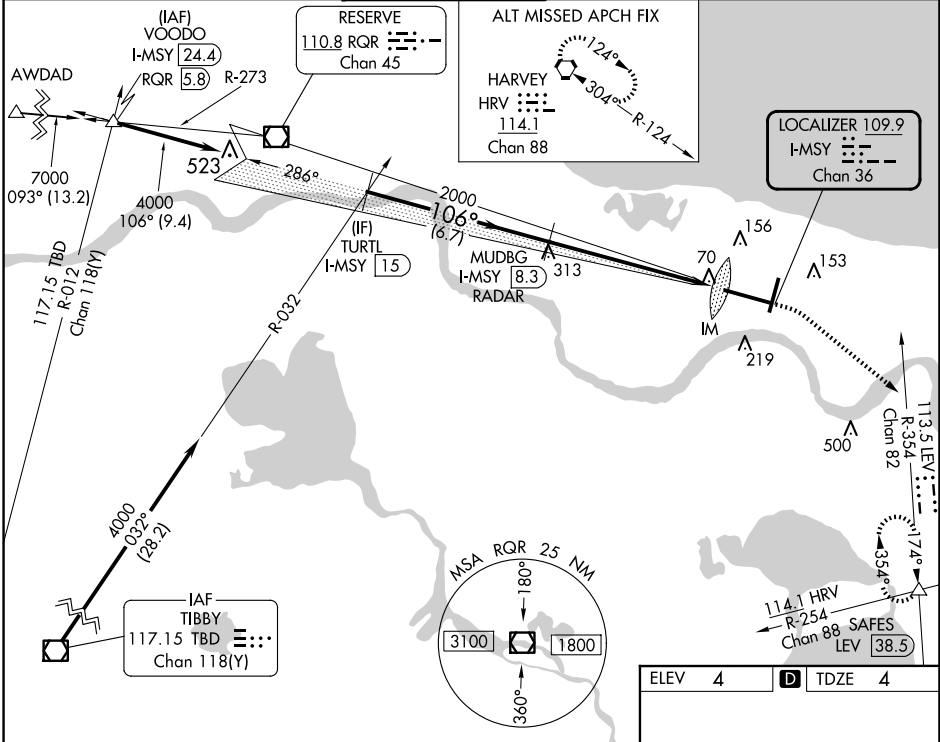 (IAF)
VOODO
I-MSY 24.4
RQR 5.8
AWDAD
R-273
RESERVE
110.8 RQR
Chan 45
ALT MISSED APCH FIX
124°
304°
R-124
HARVEY
HRV
114.1
Chan 88
LOCALIZER 109.9
I-MSY
Chan 36
7000
093° (13.2)
4000
106° (9.4)
523
286°
2000
106°
(6.7)
(IF)
TURTL
I-MSY 15
MUDBG
I-MSY 8.3
RADAR
313
70
156
153
IM
219
500
117.15 TBD
R-012
Chan 118(Y)
R-032
4000
032°
(28.2)
IAF
TIBBY
117.15 TBD
Chan 118(Y)
MSA RQR 25 NM
180°
3100
1800
360°
113.5 LEV
R-354
Chan 82
174°
354°
114.1 HRV
R-254
Chan 88
SAFES
LEV 38.5
ELEV 4
D
TDZE 4